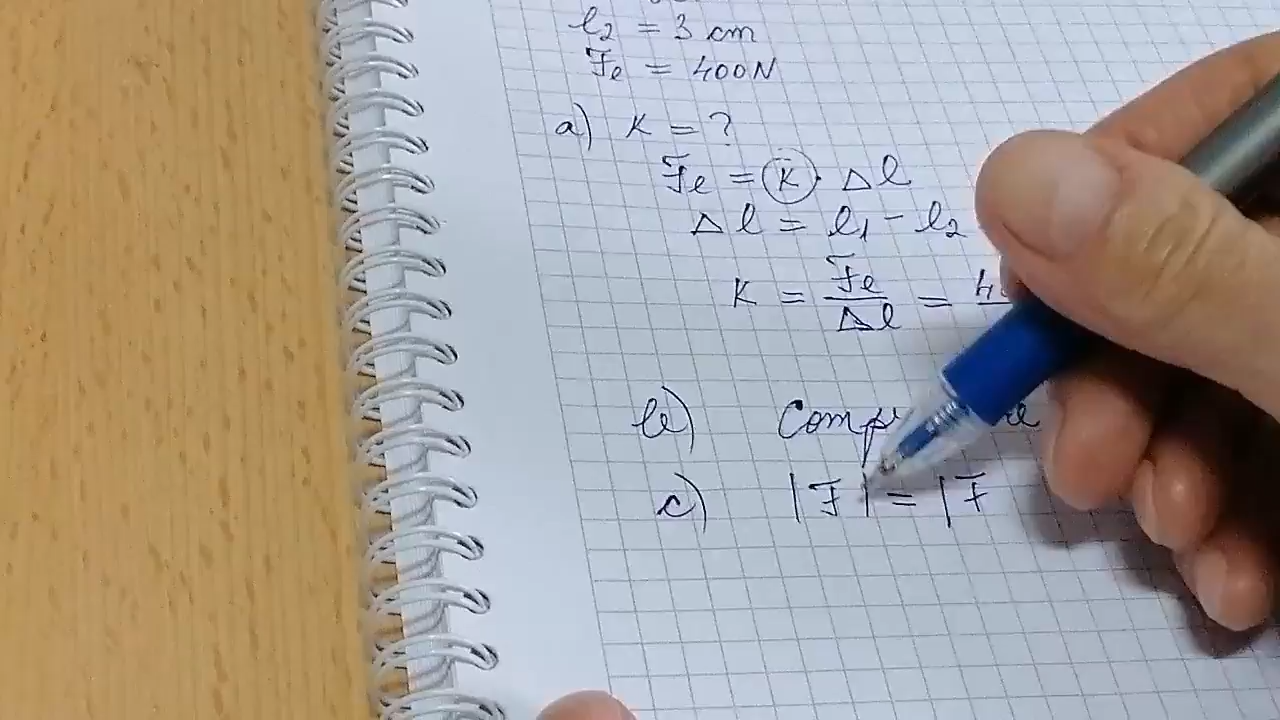 l2 = 3 cm
Fe = 400N
a) K = ?
Fe = K · Δl
Δl = l1 - l2
K = Fe/Δl =
b)
c) |F| = |F